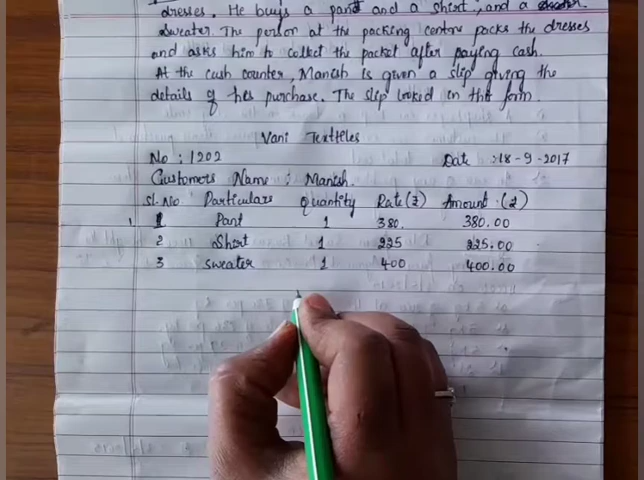 dresses. He buys a pant and a shirt, and a
sweater. The person at the packing centre packs the dresses
and asks him to collect the packet after paying cash.
At the cash counter, Manish is given a slip giving the
details of his purchase. The slip looked in this form.
Vani Textiles
No : 1202 Date :18-9-2017
Customers Name : Manish.
Sl.No. Particulars Quantity Rate(₹) Amount (₹)
1 Pant 1 380. 380.00
2 Shirt 1 225 225.00
3 sweater 1 400 400.00